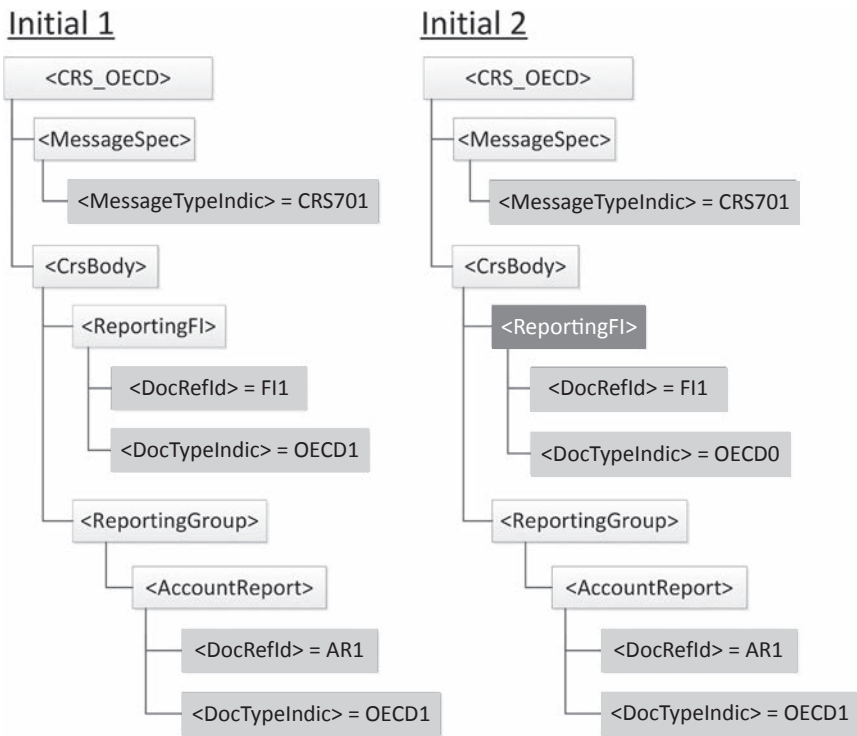 Initial 1
<CRS_OECD>
<MessageSpec>
<MessageTypeIndic> = CRS701
<CrsBody>
<ReportingFI>
<DocRefId> = FI1
<DocTypeIndic> = OECD1
<ReportingGroup>
<AccountReport>
<DocRefId> = AR1
<DocTypeIndic> = OECD1
Initial 2
<CRS_OECD>
<MessageSpec>
<MessageTypeIndic> = CRS701
<CrsBody>
<ReportingFI>
<DocRefId> = FI1
<DocTypeIndic> = OECD0
<ReportingGroup>
<AccountReport>
<DocRefId> = AR1
<DocTypeIndic> = OECD1